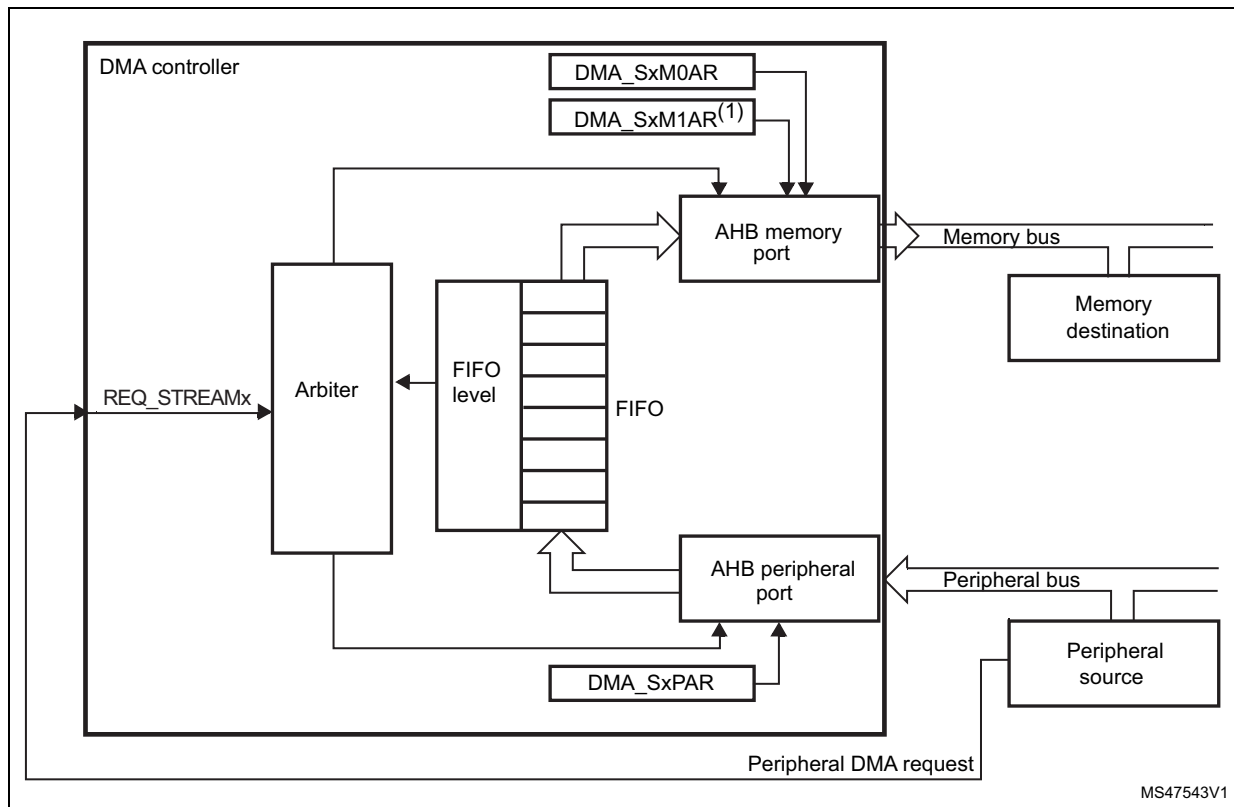 DMA controller
DMA_SxM0AR
DMA_SxM1AR(1)
AHB memory
port
Memory bus
Memory
destination
Arbiter
FIFO
level
FIFO
REQ_STREAMx
AHB peripheral
port
Peripheral bus
Peripheral
source
DMA_SxPAR
Peripheral DMA request
MS47543V1